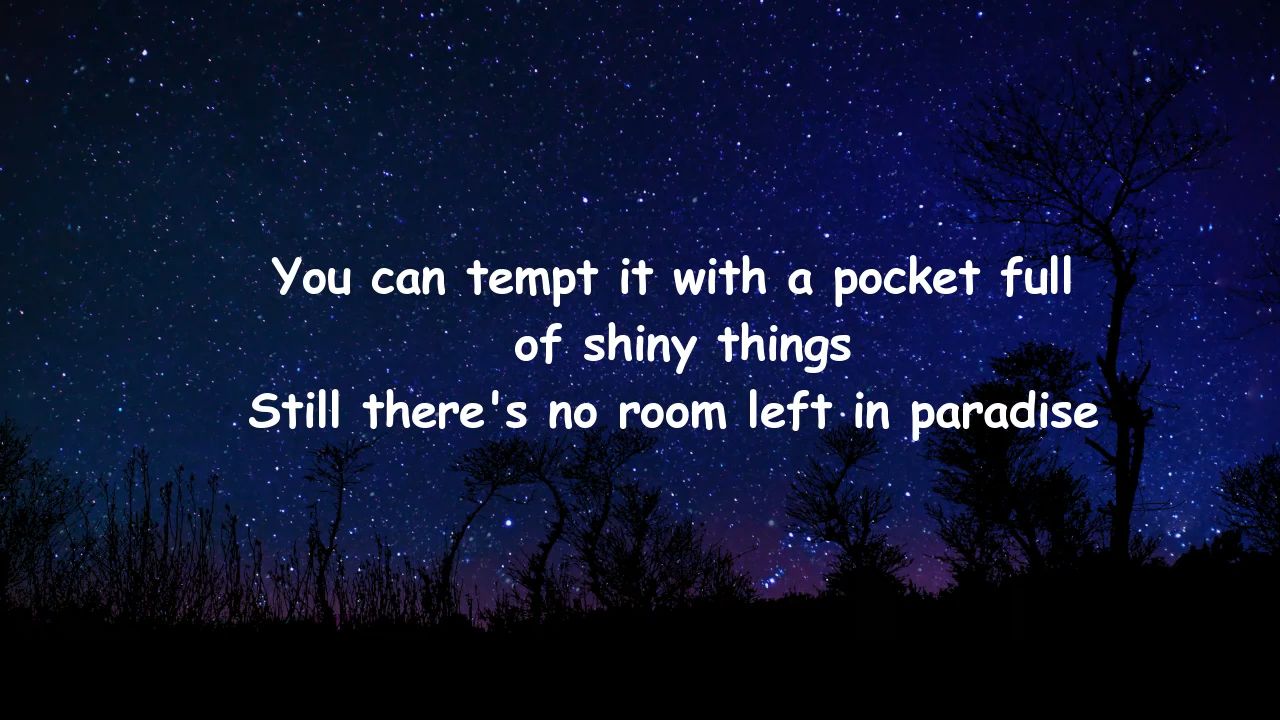 You can tempt it with a pocket full
of shiny things
Still there's no room left in paradise